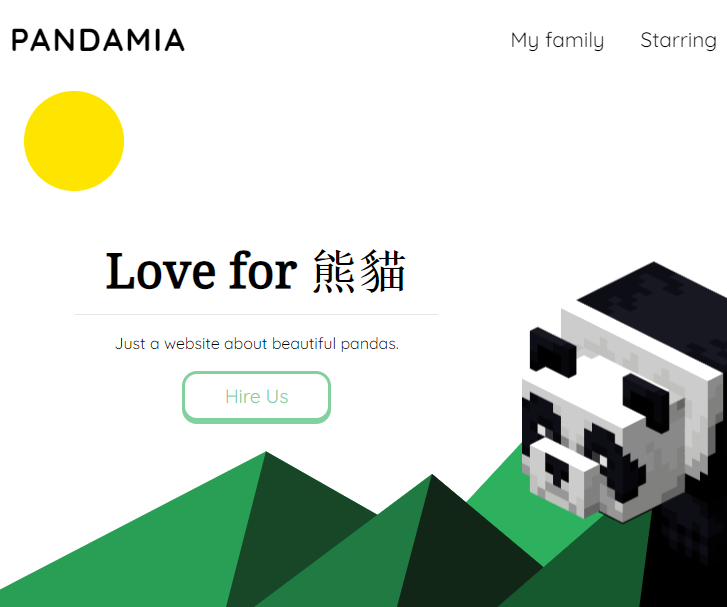 PANDAMIA
My family
Starring
Love for 熊貓
Just a website about beautiful pandas.
Hire Us